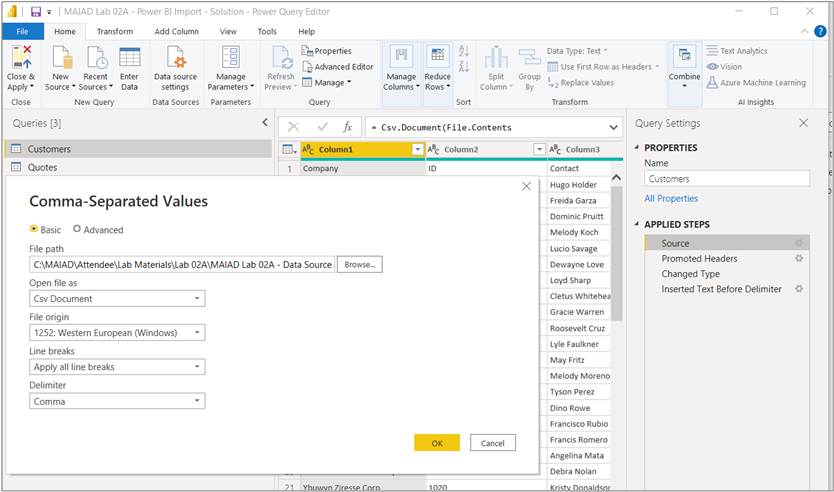 MAIAD Lab 02A - Power BI Import - Solution - Power Query Editor
File Home Transform Add Column View Tools Help
Close & Apply
New Source
Recent Sources
Enter Data
Data source settings
Manage Parameters
Refresh Preview
Properties
Advanced Editor
Manage
Manage Columns
Reduce Rows
Split Column
Group By
Data Type: Text
Use First Row as Headers
Replace Values
Combine
Text Analytics
Vision
Azure Machine Learning
Close New Query Data Sources Parameters Query Sort Transform AI Insights
Queries [3]
Customers
Quotes
fx
= Csv.Document(File.Contents
ABC Column1 ABC Column2 ABC Column3
1 Company ID Contact
Hugo Holder
Freida Garza
Dominic Pruitt
Melody Koch
Lucio Savage
Dewayne Love
Loyd Sharp
Cletus Whitehea
Gracie Warren
Roosevelt Cruz
Lyle Faulkner
May Fritz
Melody Moreno
Tyson Perez
Dino Rowe
Francisco Rubio
Francis Romero
Angelina Mata
Debra Nolan
21 Ybuwyn Ziresse Corp 1020 Kristy Donaldson
Comma-Separated Values
Basic Advanced
File path
C:\MAIAD\Attendee\Lab Materials\Lab 02A\MAIAD Lab 02A - Data Source
Browse...
Open file as
Csv Document
File origin
1252: Western European (Windows)
Line breaks
Apply all line breaks
Delimiter
Comma
OK Cancel
Query Settings
PROPERTIES
Name
Customers
All Properties
APPLIED STEPS
Source
Promoted Headers
Changed Type
Inserted Text Before Delimiter